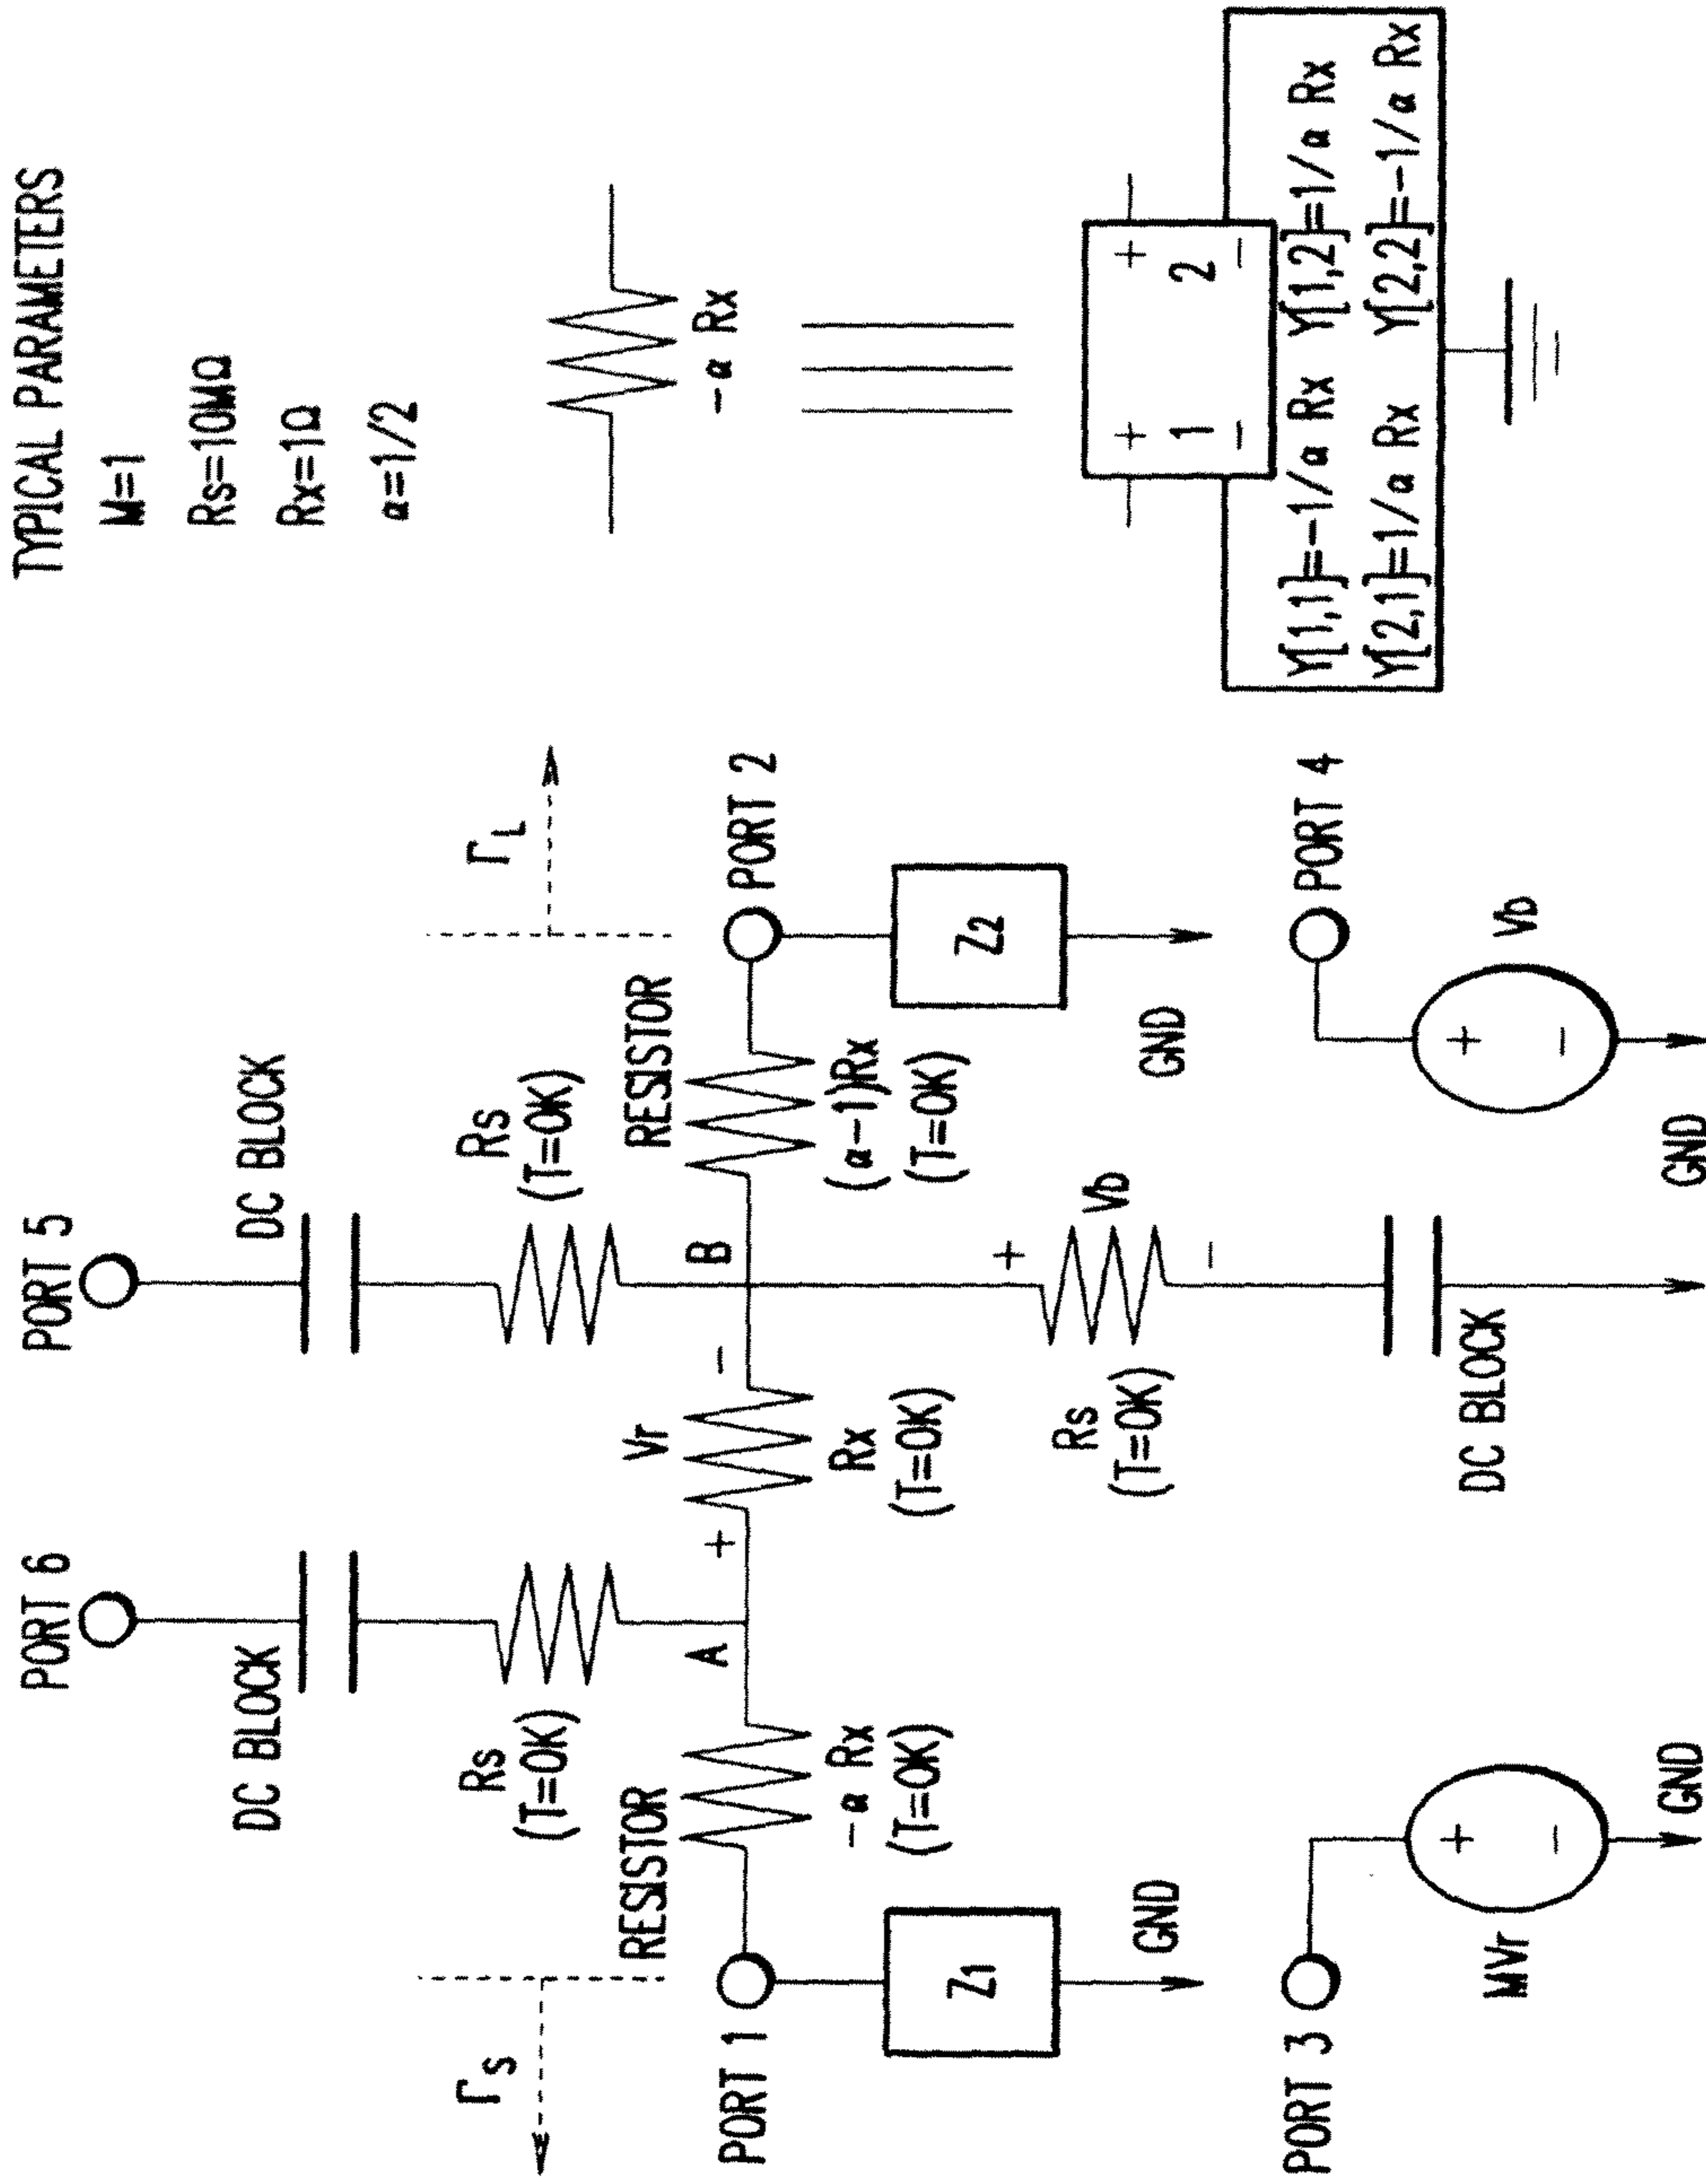 TYPICAL PARAMETERS
M=1
Rs=10MΩ
Rx=1Ω
α=1/2
PORT 6
PORT 5
DC BLOCK
DC BLOCK
Rs
(T=0K)
Rs
(T=0K)
ΓS
ΓL
RESISTOR
A
+
Vr
−
B
RESISTOR
PORT 1
−α Rx
(T=0K)
Rx
(T=0K)
(α−1)Rx
(T=0K)
PORT 2
Z1
GND
Rs
(T=0K)
+
Vb
−
Z2
GND
PORT 3
MVr
+
−
GND
DC BLOCK
PORT 4
+
−
Vb
GND
−α Rx
+ +
1 2
− −
Y[1,1]=−1/α Rx Y[1,2]=1/α Rx
Y[2,1]=1/α Rx Y[2,2]=−1/α Rx